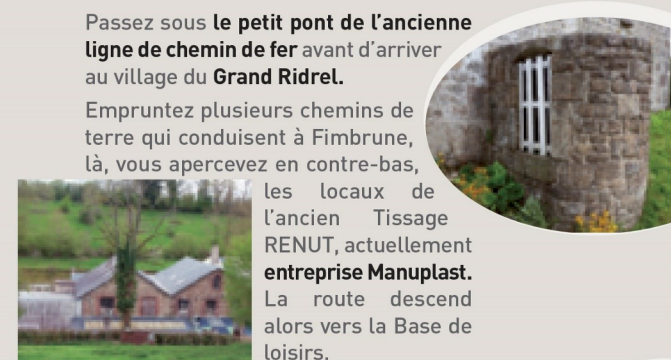 Passez sous le petit pont de l'ancienne
ligne de chemin de fer avant d'arriver
au village du Grand Ridrel.
Empruntez plusieurs chemins de
terre qui conduisent à Fimbrune,
là, vous apercevez en contre-bas,
les locaux de
l'ancien Tissage
RENUT, actuellement
entreprise Manuplast.
La route descend
alors vers la Base de
loisirs.